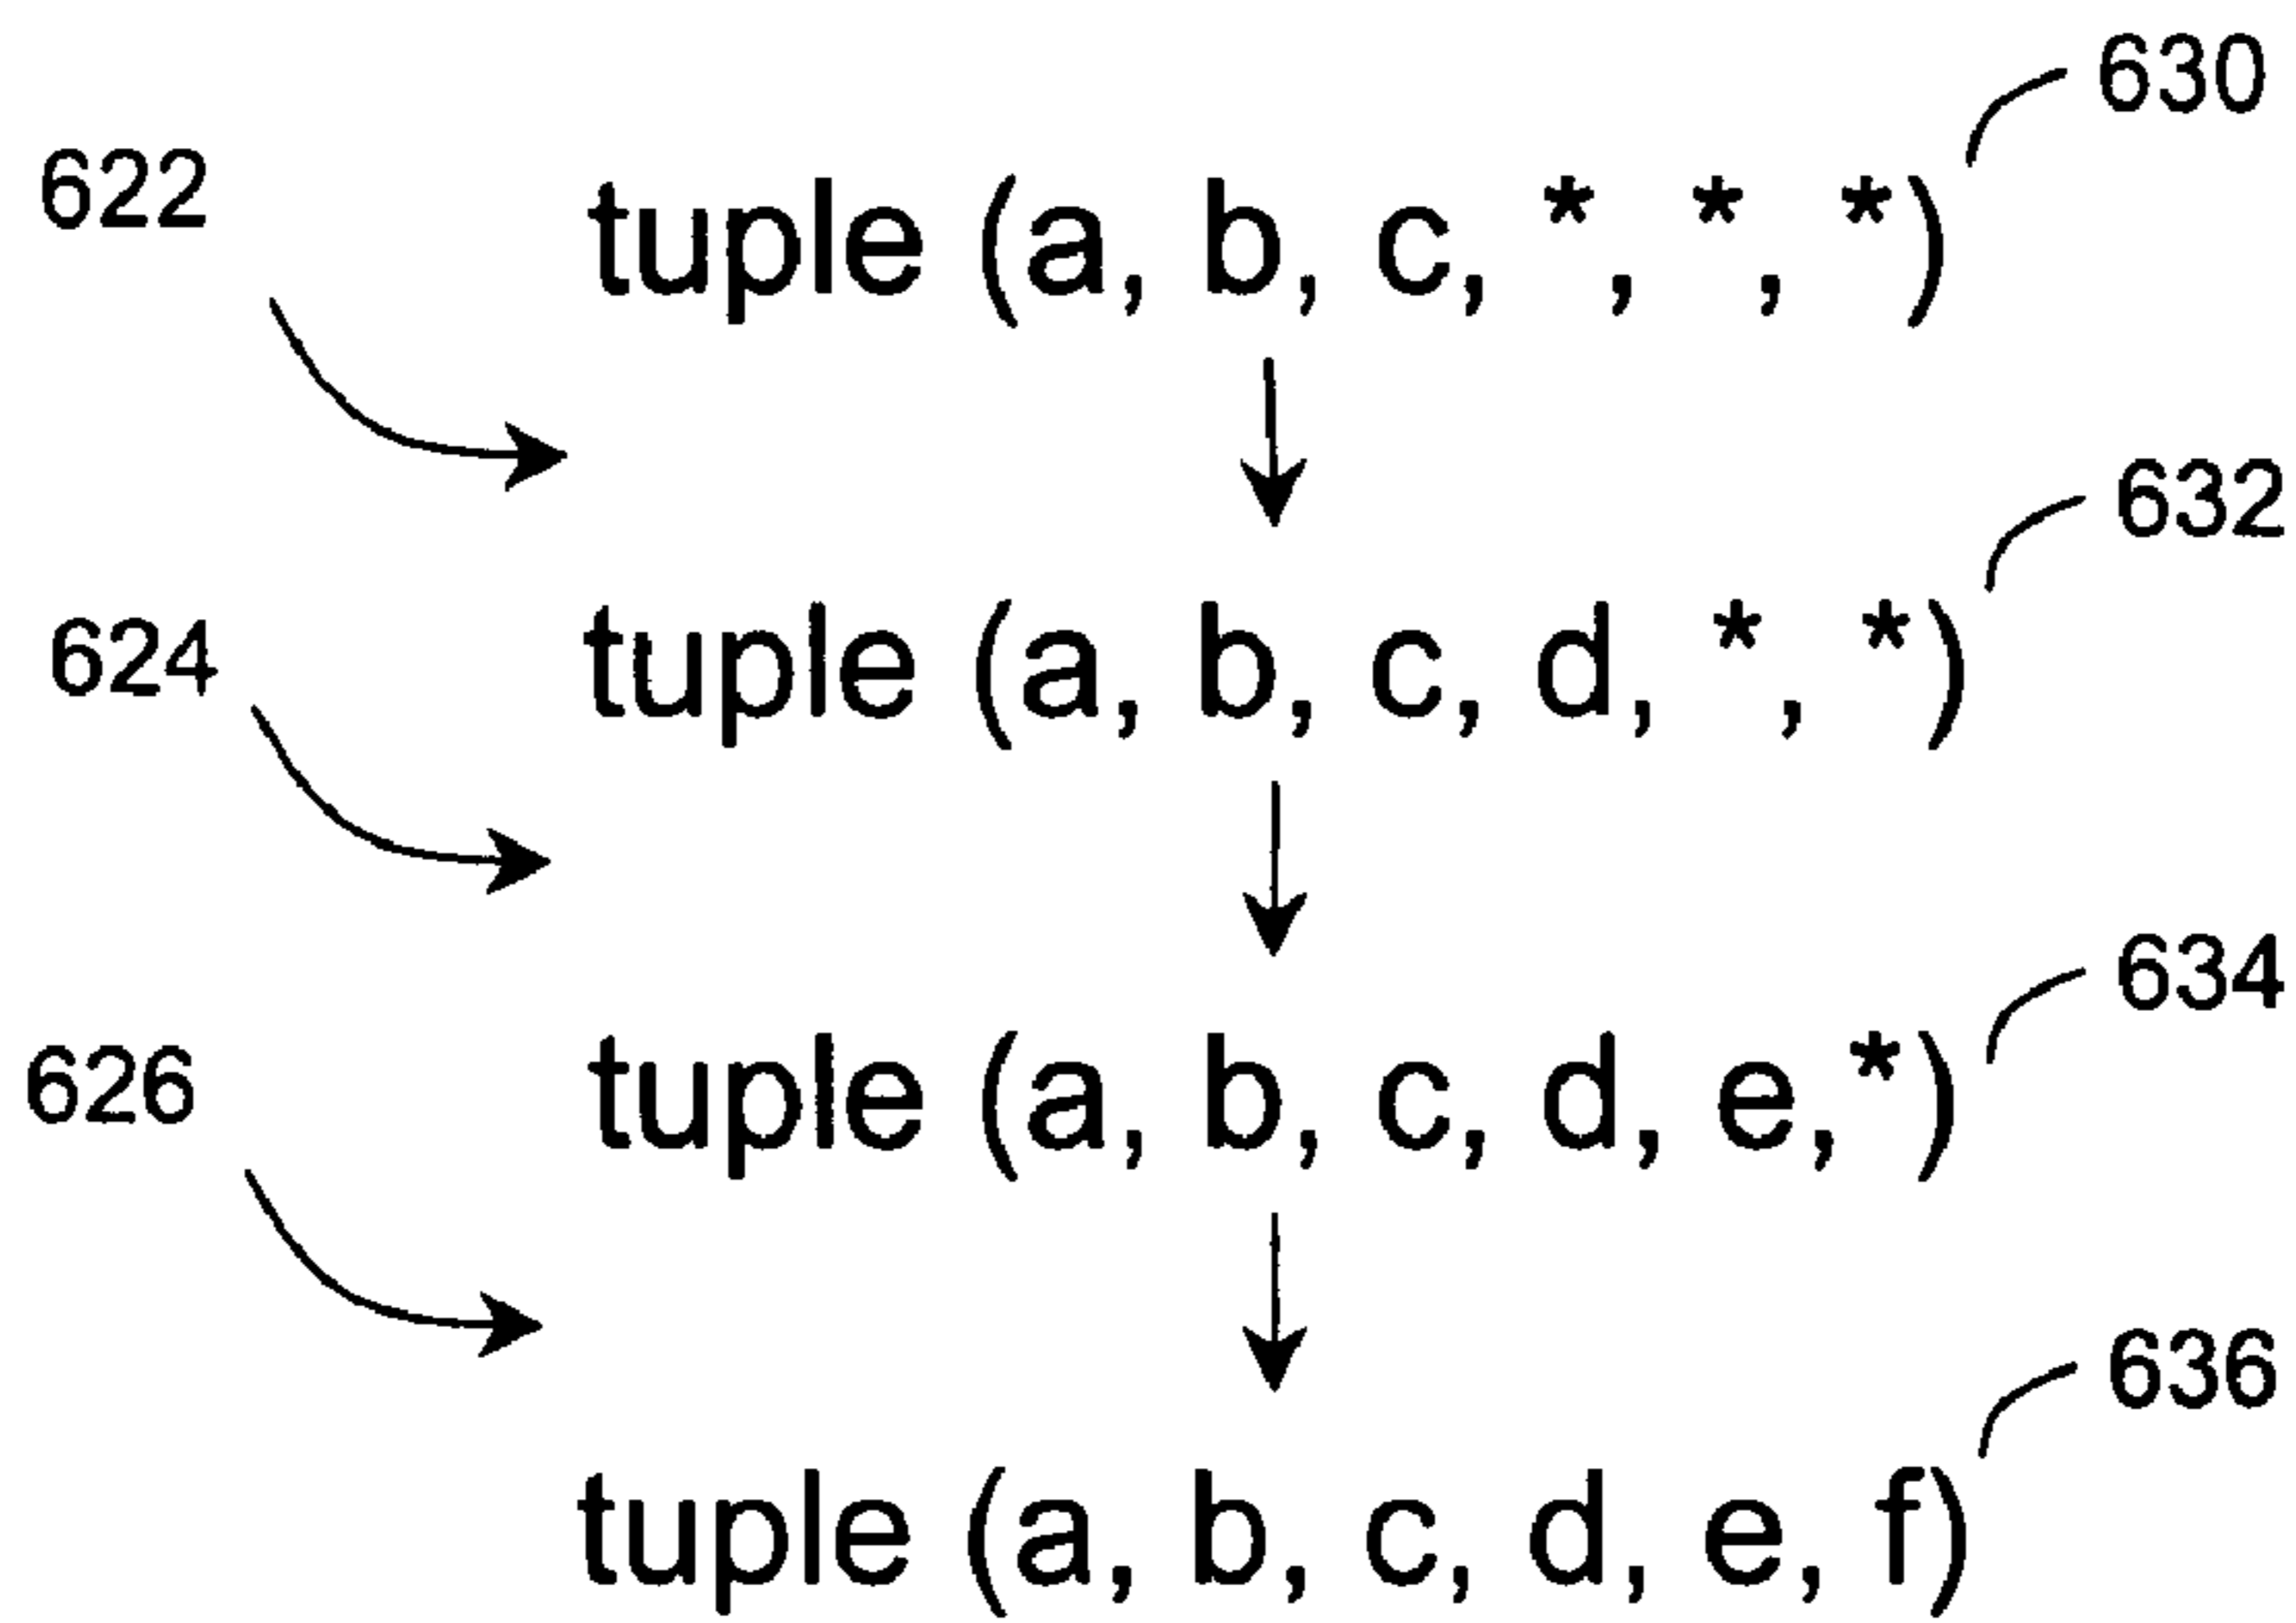 630
622
tuple (a, b, c, *, *, *)
632
624
tuple (a, b, c, d, *, *)
634
626
tuple (a, b, c, d, e,*)
636
tuple (a, b, c, d, e, f)